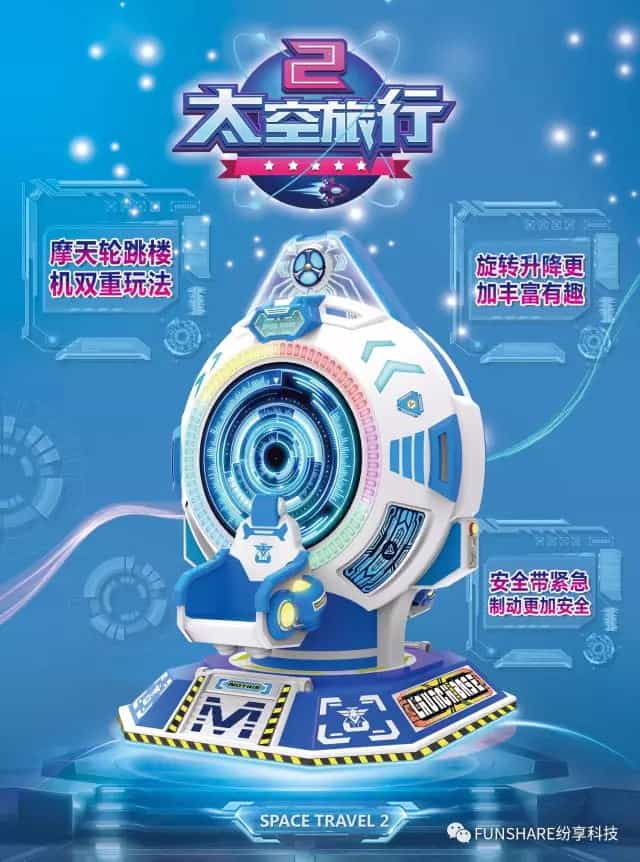 2
太空旅行
摩天轮跳楼
机双重玩法
旋转升降更
加丰富有趣
安全带紧急
制动更加安全
M
SPACE TRAVEL 2
FUNSHARE纷享科技